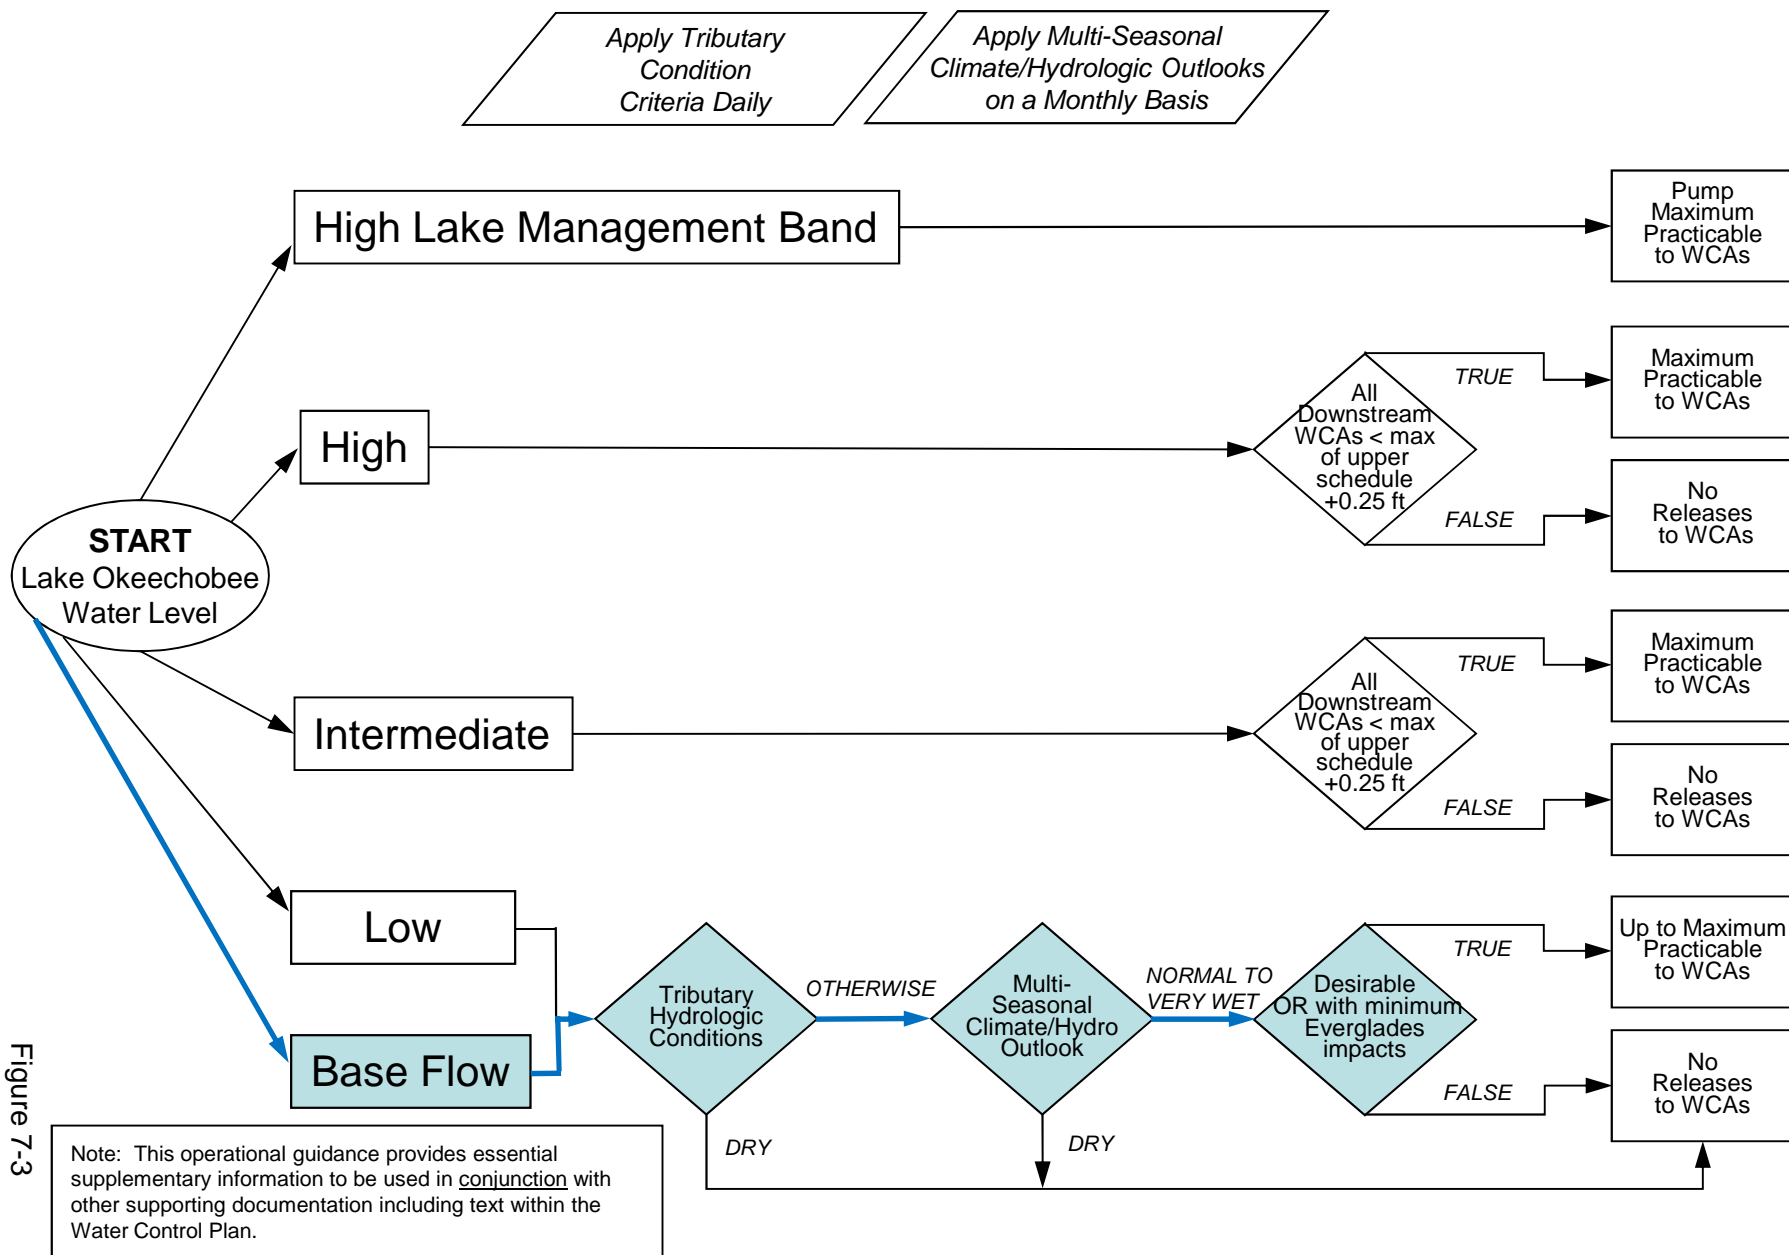 Apply Tributary
Condition
Criteria Daily
Apply Multi-Seasonal
Climate/Hydrologic Outlooks
on a Monthly Basis
High Lake Management Band
Pump
Maximum
Practicable
to WCAs
High
All
Downstream
WCAs < max
of upper
schedule
+0.25 ft
TRUE
Maximum
Practicable
to WCAs
FALSE
No
Releases
to WCAs
START
Lake Okeechobee
Water Level
Intermediate
All
Downstream
WCAs < max
of upper
schedule
+0.25 ft
TRUE
Maximum
Practicable
to WCAs
FALSE
No
Releases
to WCAs
Low
Base Flow
Tributary
Hydrologic
Conditions
OTHERWISE
Multi-
Seasonal
Climate/Hydro
Outlook
NORMAL TO
VERY WET
Desirable
OR with minimum
Everglades
impacts
TRUE
Up to Maximum
Practicable
to WCAs
FALSE
No
Releases
to WCAs
DRY
DRY
Note: This operational guidance provides essential
supplementary information to be used in conjunction with
other supporting documentation including text within the
Water Control Plan.
Figure 7-3